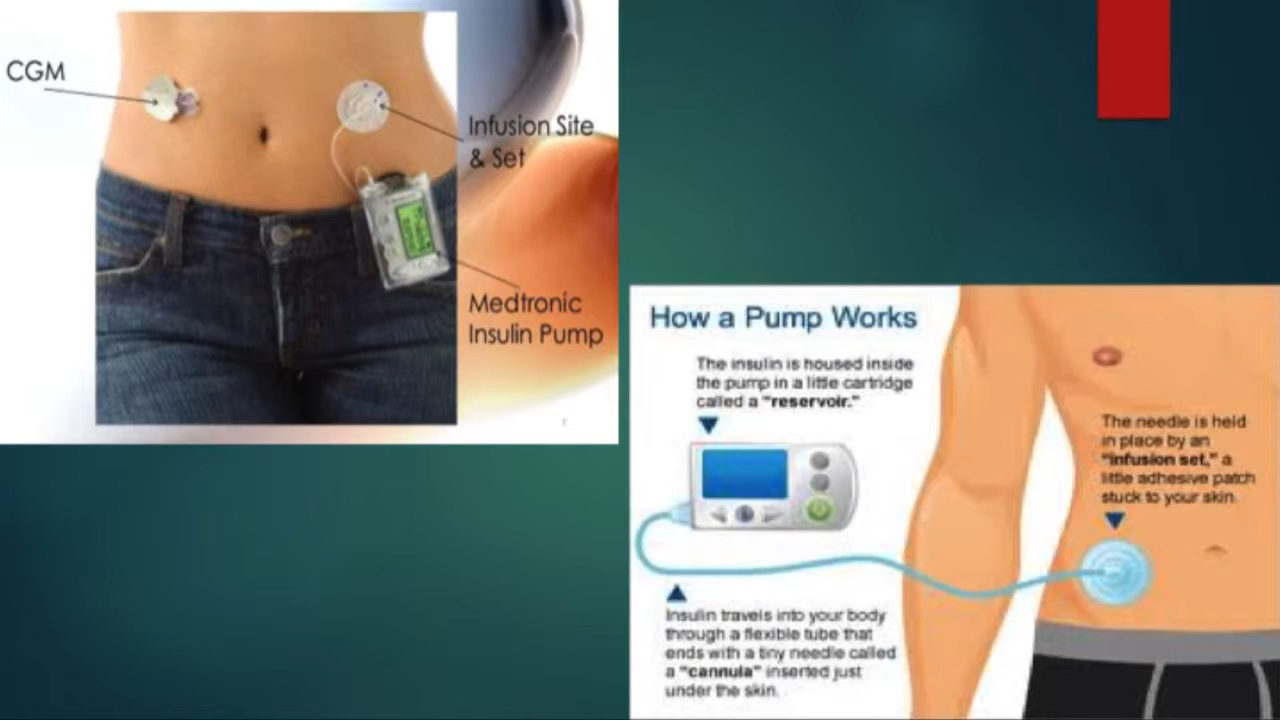 CGM
Infusion Site
& Set
Medtronic
Insulin Pump
How a Pump Works
The insulin is housed inside
the pump in a little cartridge
called a "reservoir."
The needle is held
in place by an
"infusion set," a
little adhesive patch
stuck to your skin.
Insulin travels into your body
through a flexible tube that
ends with a tiny needle called
a "cannula" inserted just
under the skin.